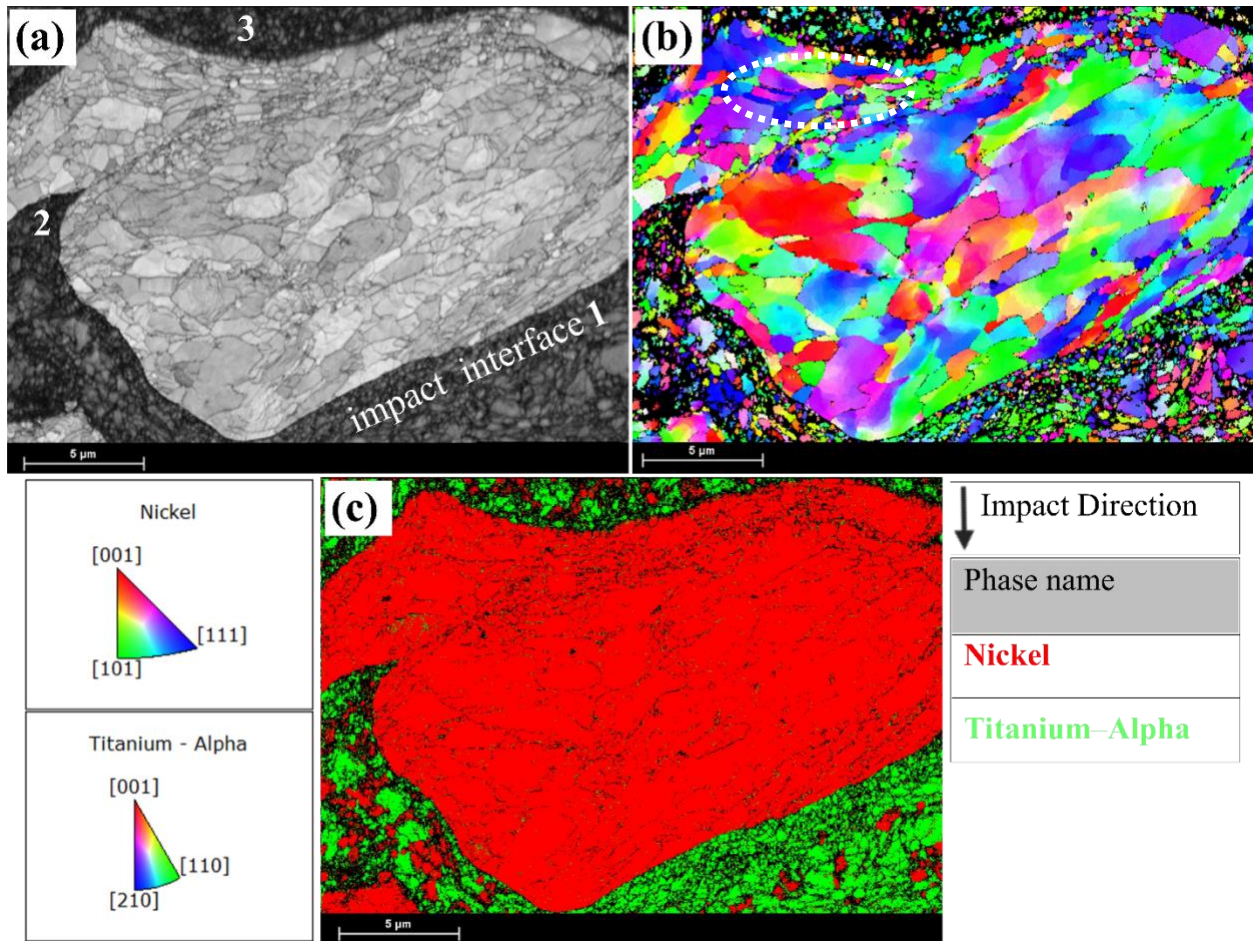 (a)
3
2
impact interface 1
5 µm
(b)
5 µm
Nickel
[001]
[111]
[101]
Titanium - Alpha
[001]
[110]
[210]
(c)
5 µm
Impact Direction
Phase name
Nickel
Titanium–Alpha